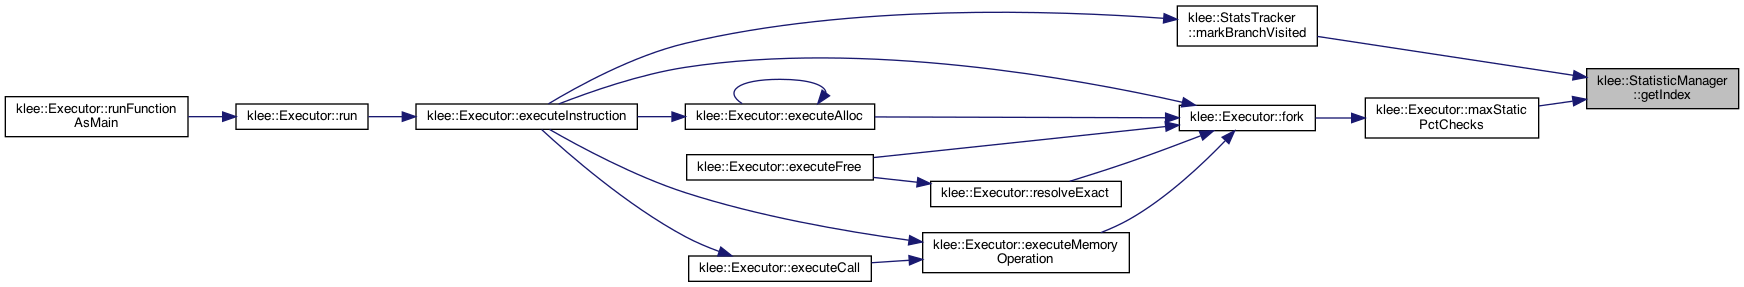 klee::Executor::runFunction
AsMain
klee::Executor::run
klee::Executor::executeInstruction
klee::StatsTracker
::markBranchVisited
klee::Executor::executeAlloc
klee::Executor::executeFree
klee::Executor::resolveExact
klee::Executor::executeMemory
Operation
klee::Executor::executeCall
klee::Executor::fork
klee::Executor::maxStatic
PctChecks
klee::StatisticManager
::getIndex